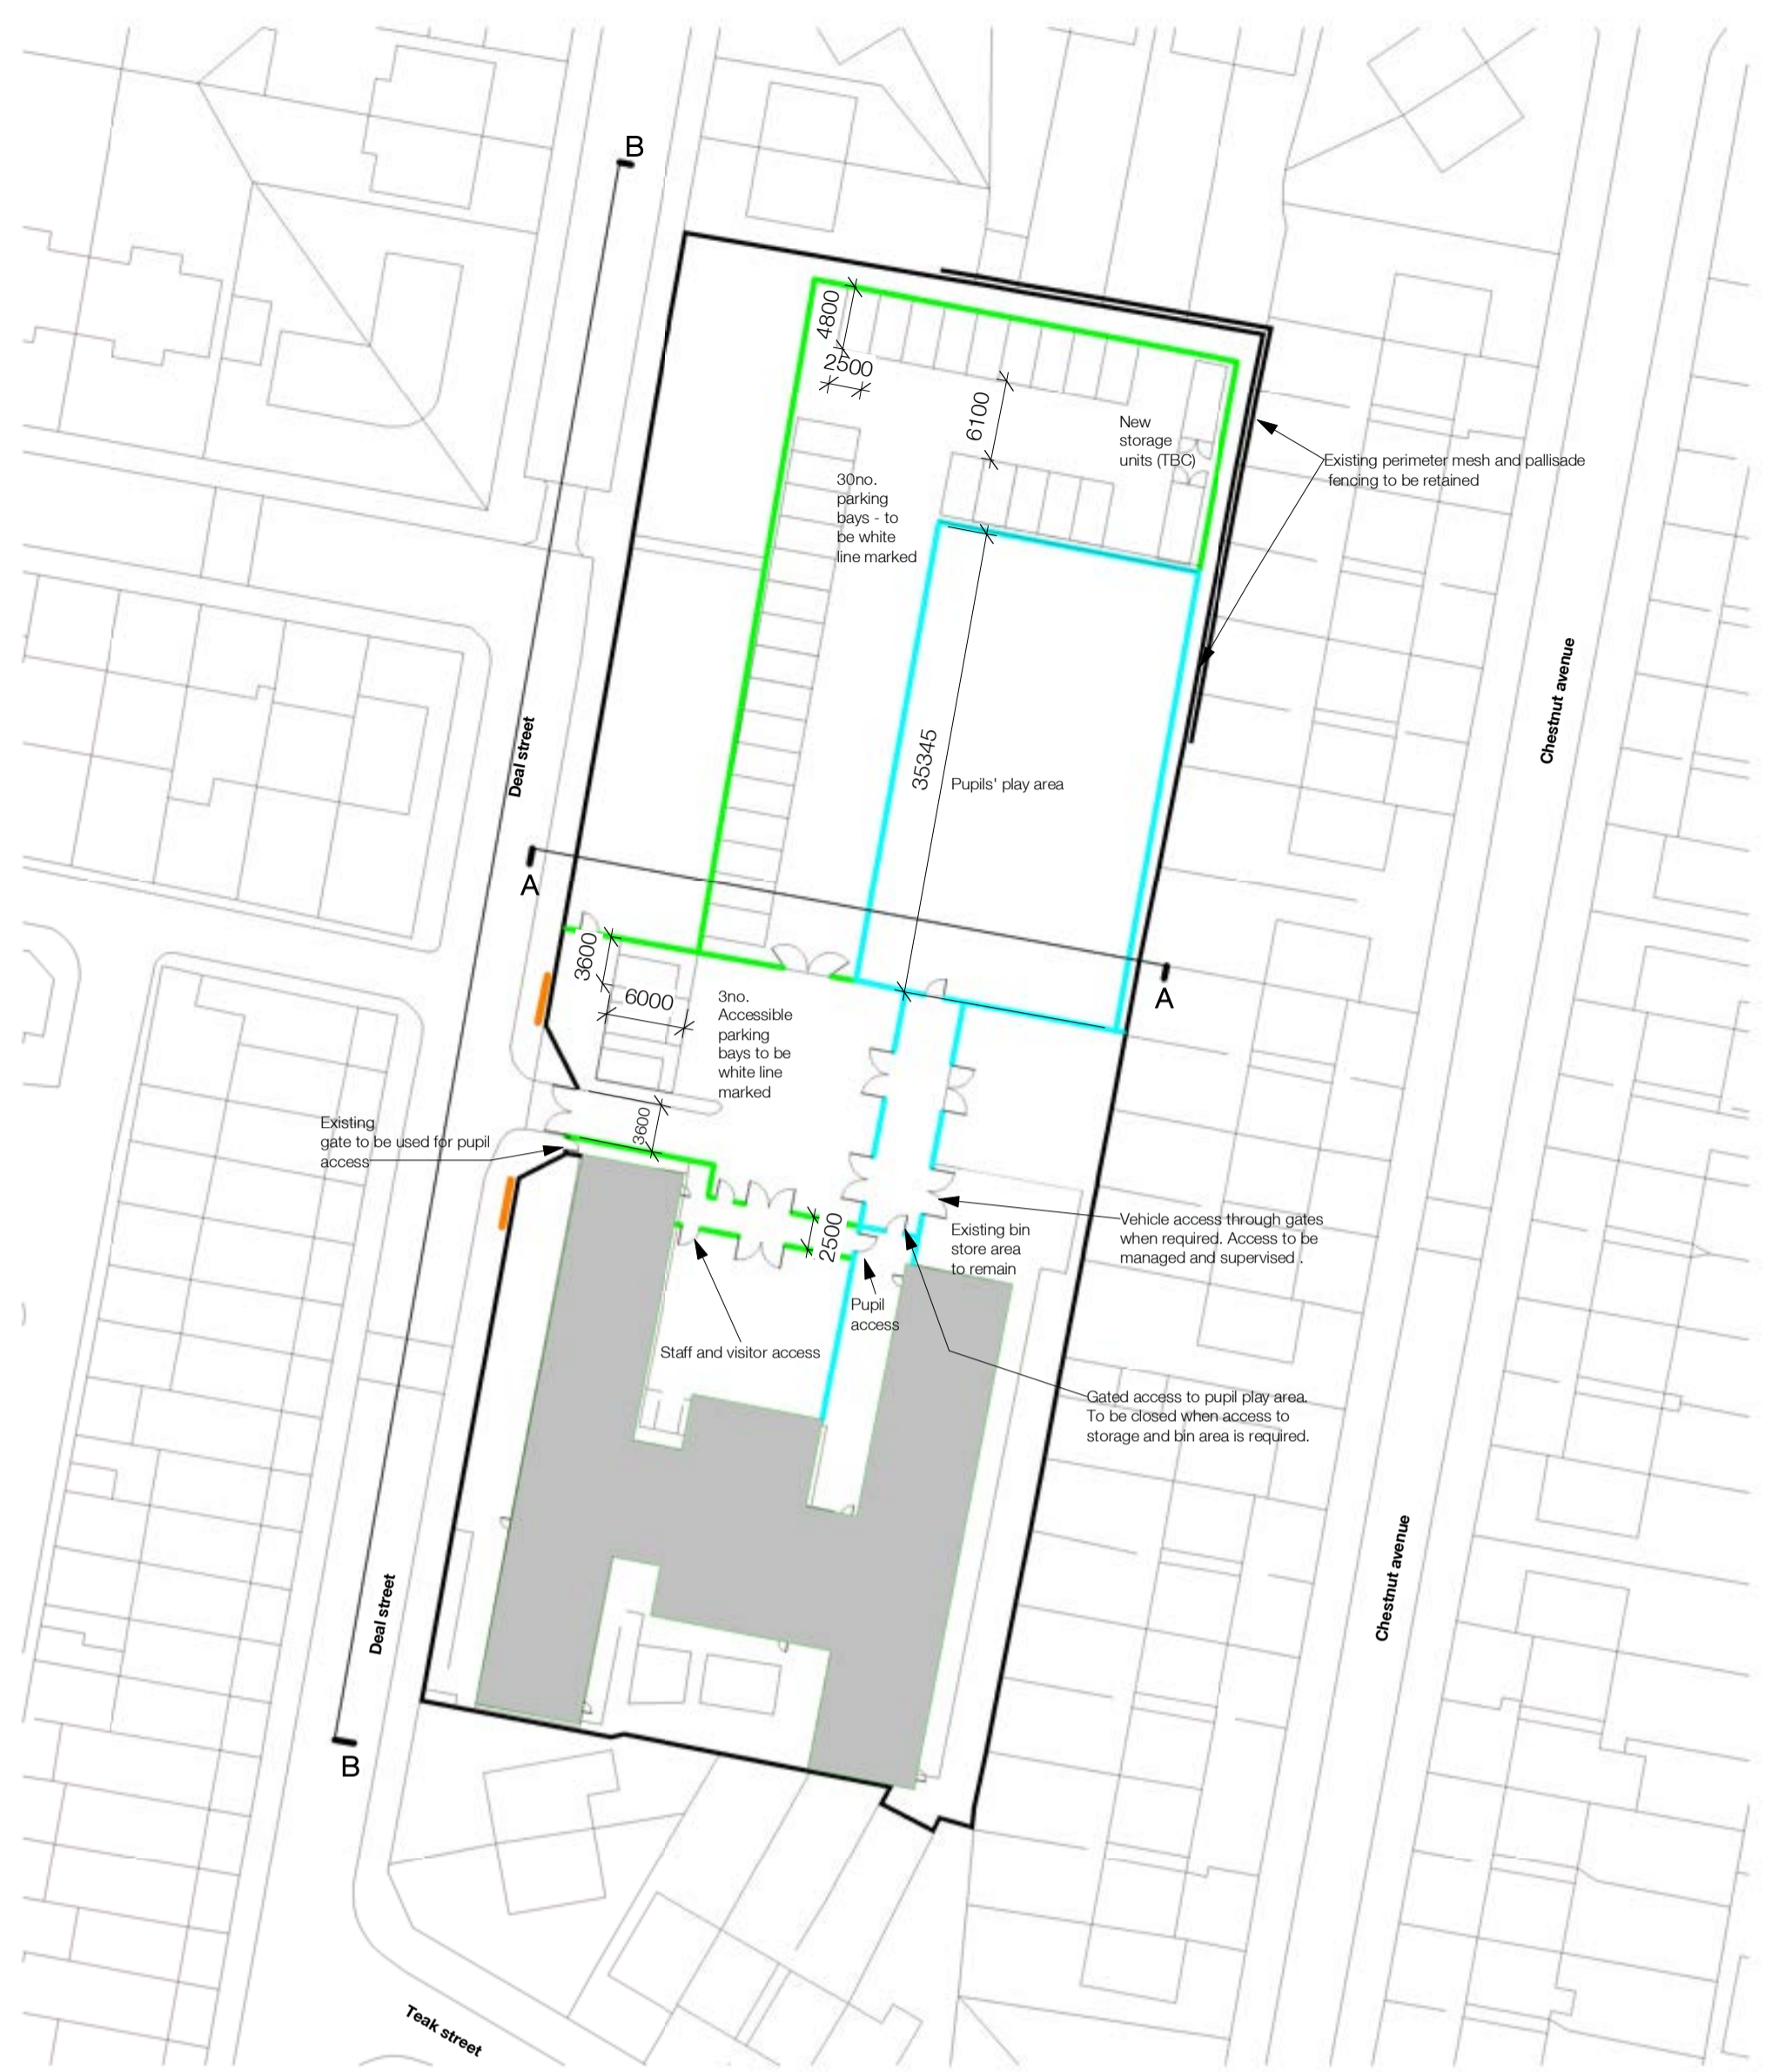 B
4800
2500
6100
New
storage
units (TBC)
Existing perimeter mesh and pallisade
fencing to be retained
30no.
parking
bays - to
be white
line marked
Chestnut avenue
Deal street
35345
Pupils' play area
A
A
3600
6000
3no.
Accessible
parking
bays to be
white line
marked
3600
Existing
gate to be used for pupil
access
2500
Existing bin
store area
to remain
Vehicle access through gates
when required. Access to be
managed and supervised .
Pupil
access
Staff and visitor access
Gated access to pupil play area.
To be closed when access to
storage and bin area is required.
Chestnut avenue
Deal street
B
Teak street